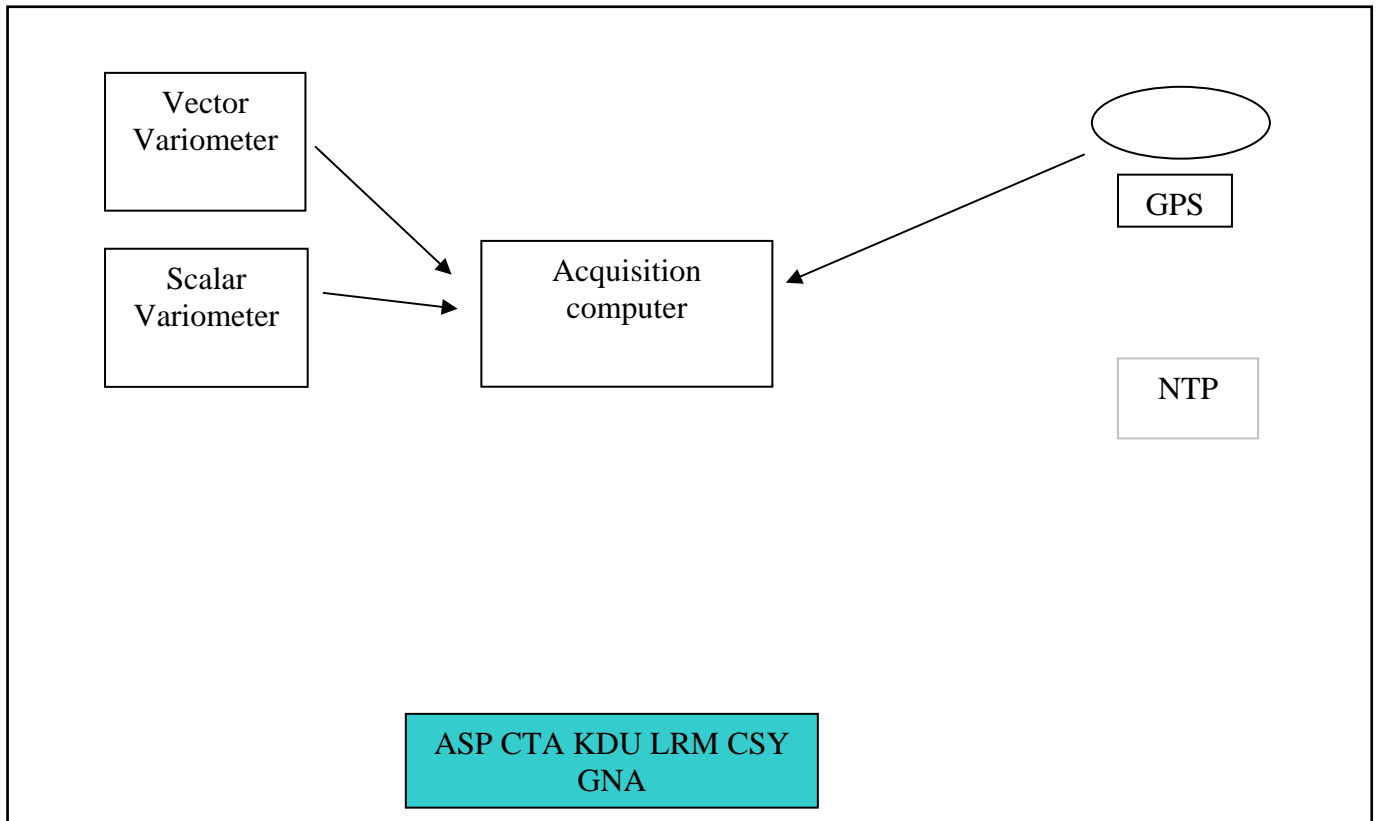 Vector
Variometer
GPS
Scalar
Variometer
Acquisition
computer
NTP
ASP CTA KDU LRM CSY
GNA